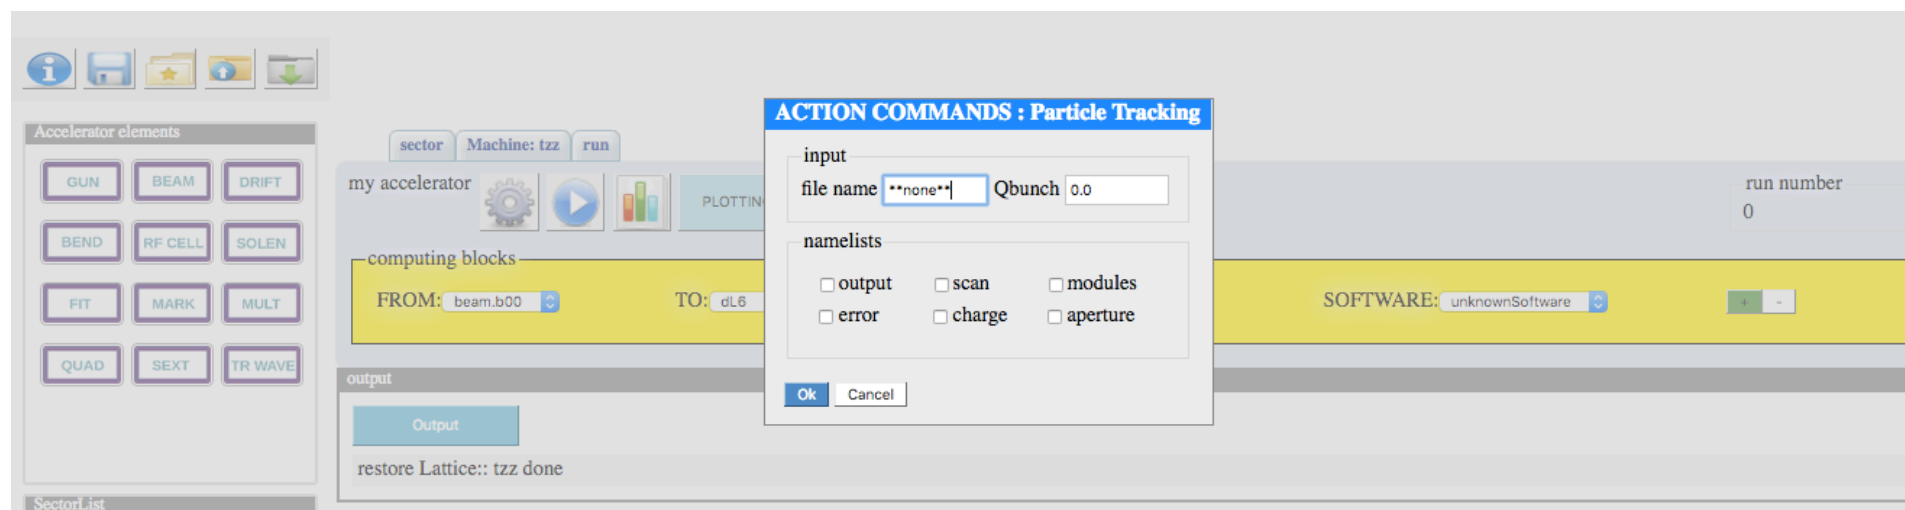 Accelerator elements
GUN BEAM DRIFT
BEND RF CELL SOLEN
FIT MARK MULT
QUAD SEXT TR WAVE
SectorList
sector Machine: tzz run
my accelerator
PLOTTING
run number
0
computing blocks
FROM: beam.b00 TO: dL6 SOFTWARE: unknownSoftware + -
output
Output
restore Lattice:: tzz done
ACTION COMMANDS : Particle Tracking
input
file name **none** Qbunch 0.0
namelists
output scan modules
error charge aperture
Ok Cancel